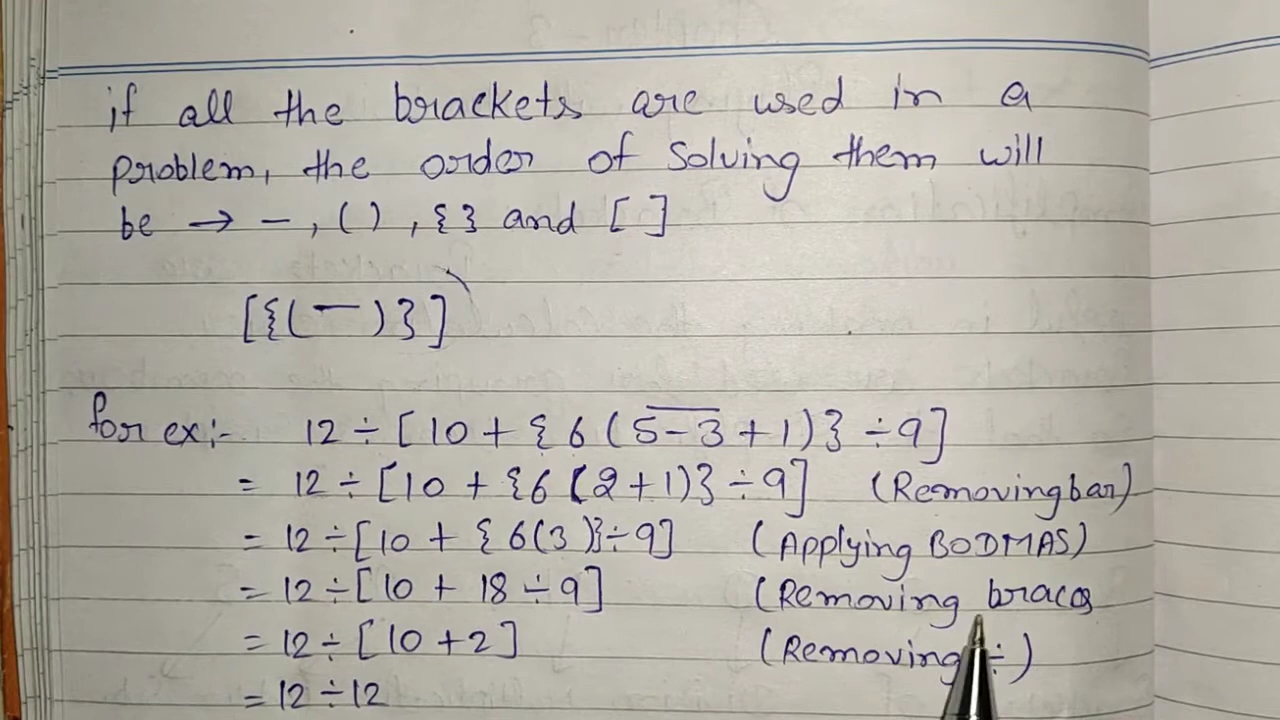 if all the brackets are used in a
problem, the order of solving them will
be → —, ( ), { } and [ ]
[{(—)}]
for ex:- 12 ÷ [10 + {6 (5̅-̅3̅ + 1)} ÷ 9]
= 12 ÷ [10 + {6 (2 + 1)} ÷ 9] (Removing bar)
= 12 ÷ [10 + {6(3)} ÷ 9] (Applying BODMAS)
= 12 ÷ [10 + 18 ÷ 9] (Removing
= 12 ÷ [10 + 2] (Removing ÷)
= 12 ÷ 12